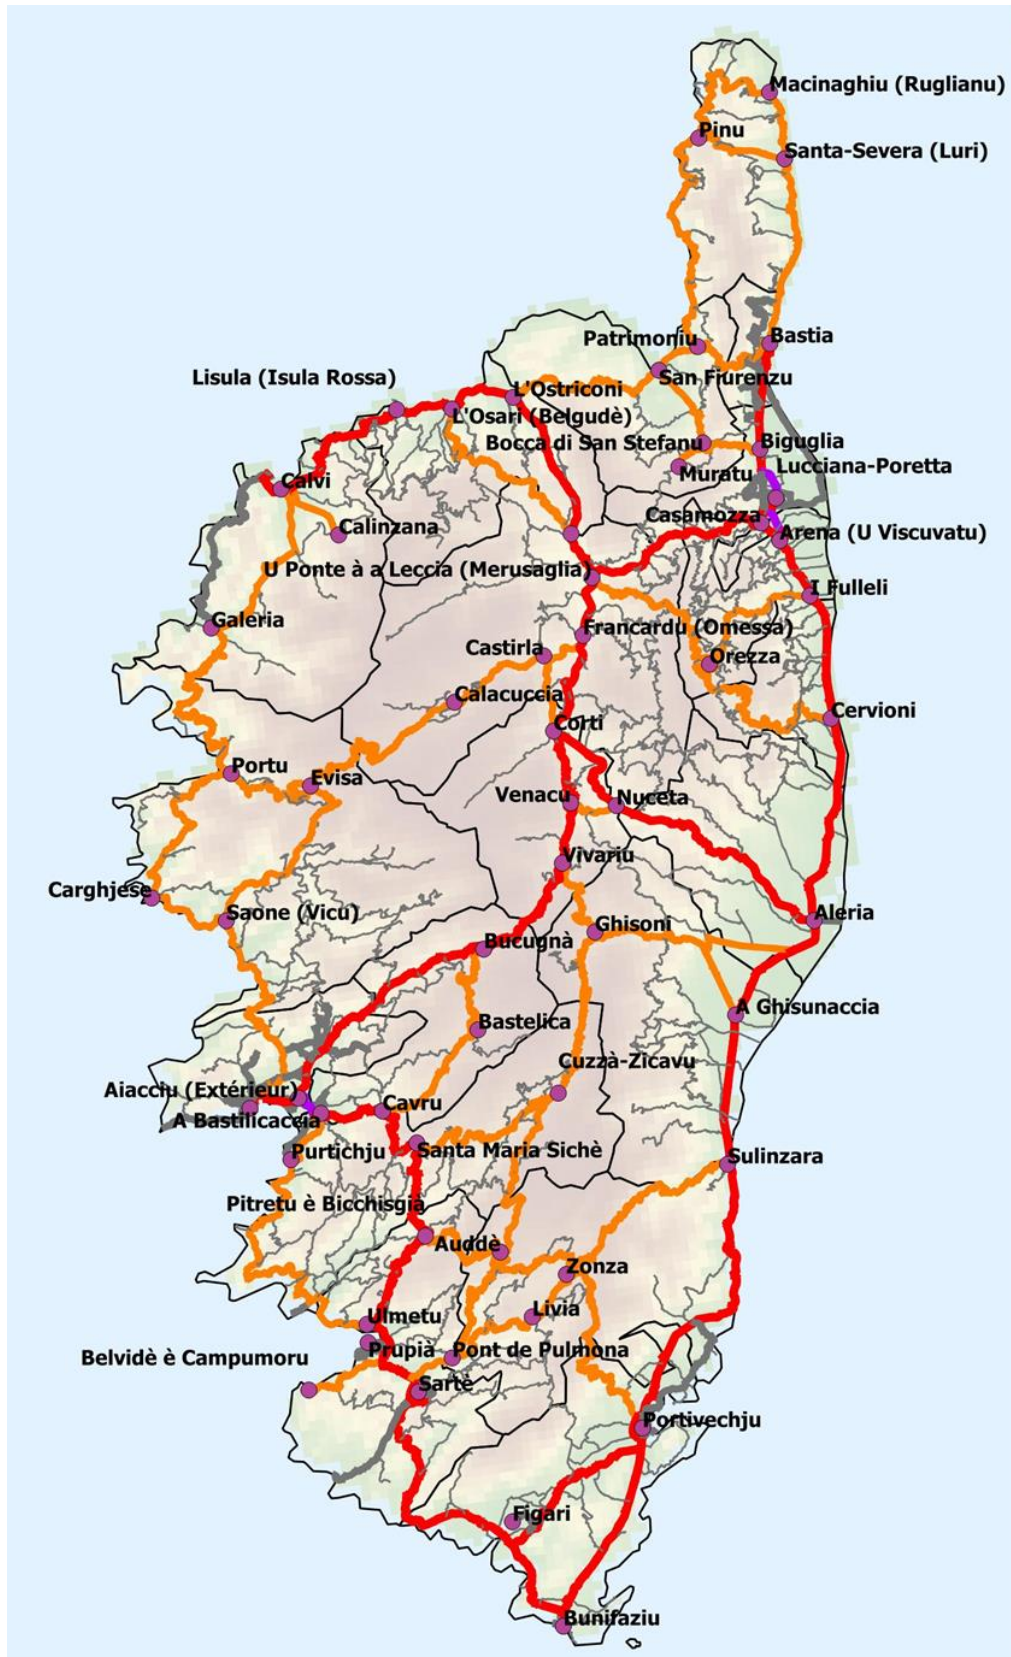 Macinaghiu (Ruglianu)
Pinu
Santa-Severa (Luri)
Bastia
Patrimoniu
San Fiurenzu
Lisula (Isula Rossa)
L'Ostriconi
L'Osari (Belgudè)
Bocca di San Stefanu
Biguglia
Muratu
Lucciana-Poretta
Calvi
Casamozza
Calinzana
Arena (U Viscuvatu)
U Ponte à a Leccia (Merusaglia)
I Fulleli
Galeria
Francardu (Omessa)
Castirla
Orezza
Calacuccia
Cervioni
Corti
Portu
Evisa
Venacu
Nuceta
Vivariu
Carghjese
Saone (Vicu)
Aleria
Ghisoni
Bucugnà
A Ghisunaccia
Bastelica
Cuzzà-Zicavu
Aiacciu (Extérieur)
Cavru
A Bastilicaccia
Purtichju
Santa Maria Sichè
Sulinzara
Pitretu è Bicchisgià
Auddè
Zonza
Livia
Ulmetu
Prupià
Pont de Pulmòna
Belvidè è Campumoru
Sartè
Portivechju
Figari
Bunifaziu